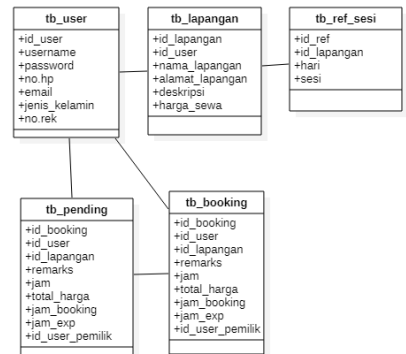 tb_user
+id_user
+username
+password
+no.hp
+email
+jenis_kelamin
+no.rek
tb_lapangan
+id_lapangan
+id_user
+nama_lapangan
+alamat_lapangan
+deskripsi
+harga_sewa
tb_ref_sesi
+id_ref
+id_lapangan
+hari
+sesi
tb_pending
+id_booking
+id_user
+id_lapangan
+remarks
+jam
+total_harga
+jam_booking
+jam_exp
+id_user_pemilik
tb_booking
+id_booking
+id_user
+id_lapangan
+remarks
+jam
+total_harga
+jam_booking
+jam_exp
+id_user_pemilik